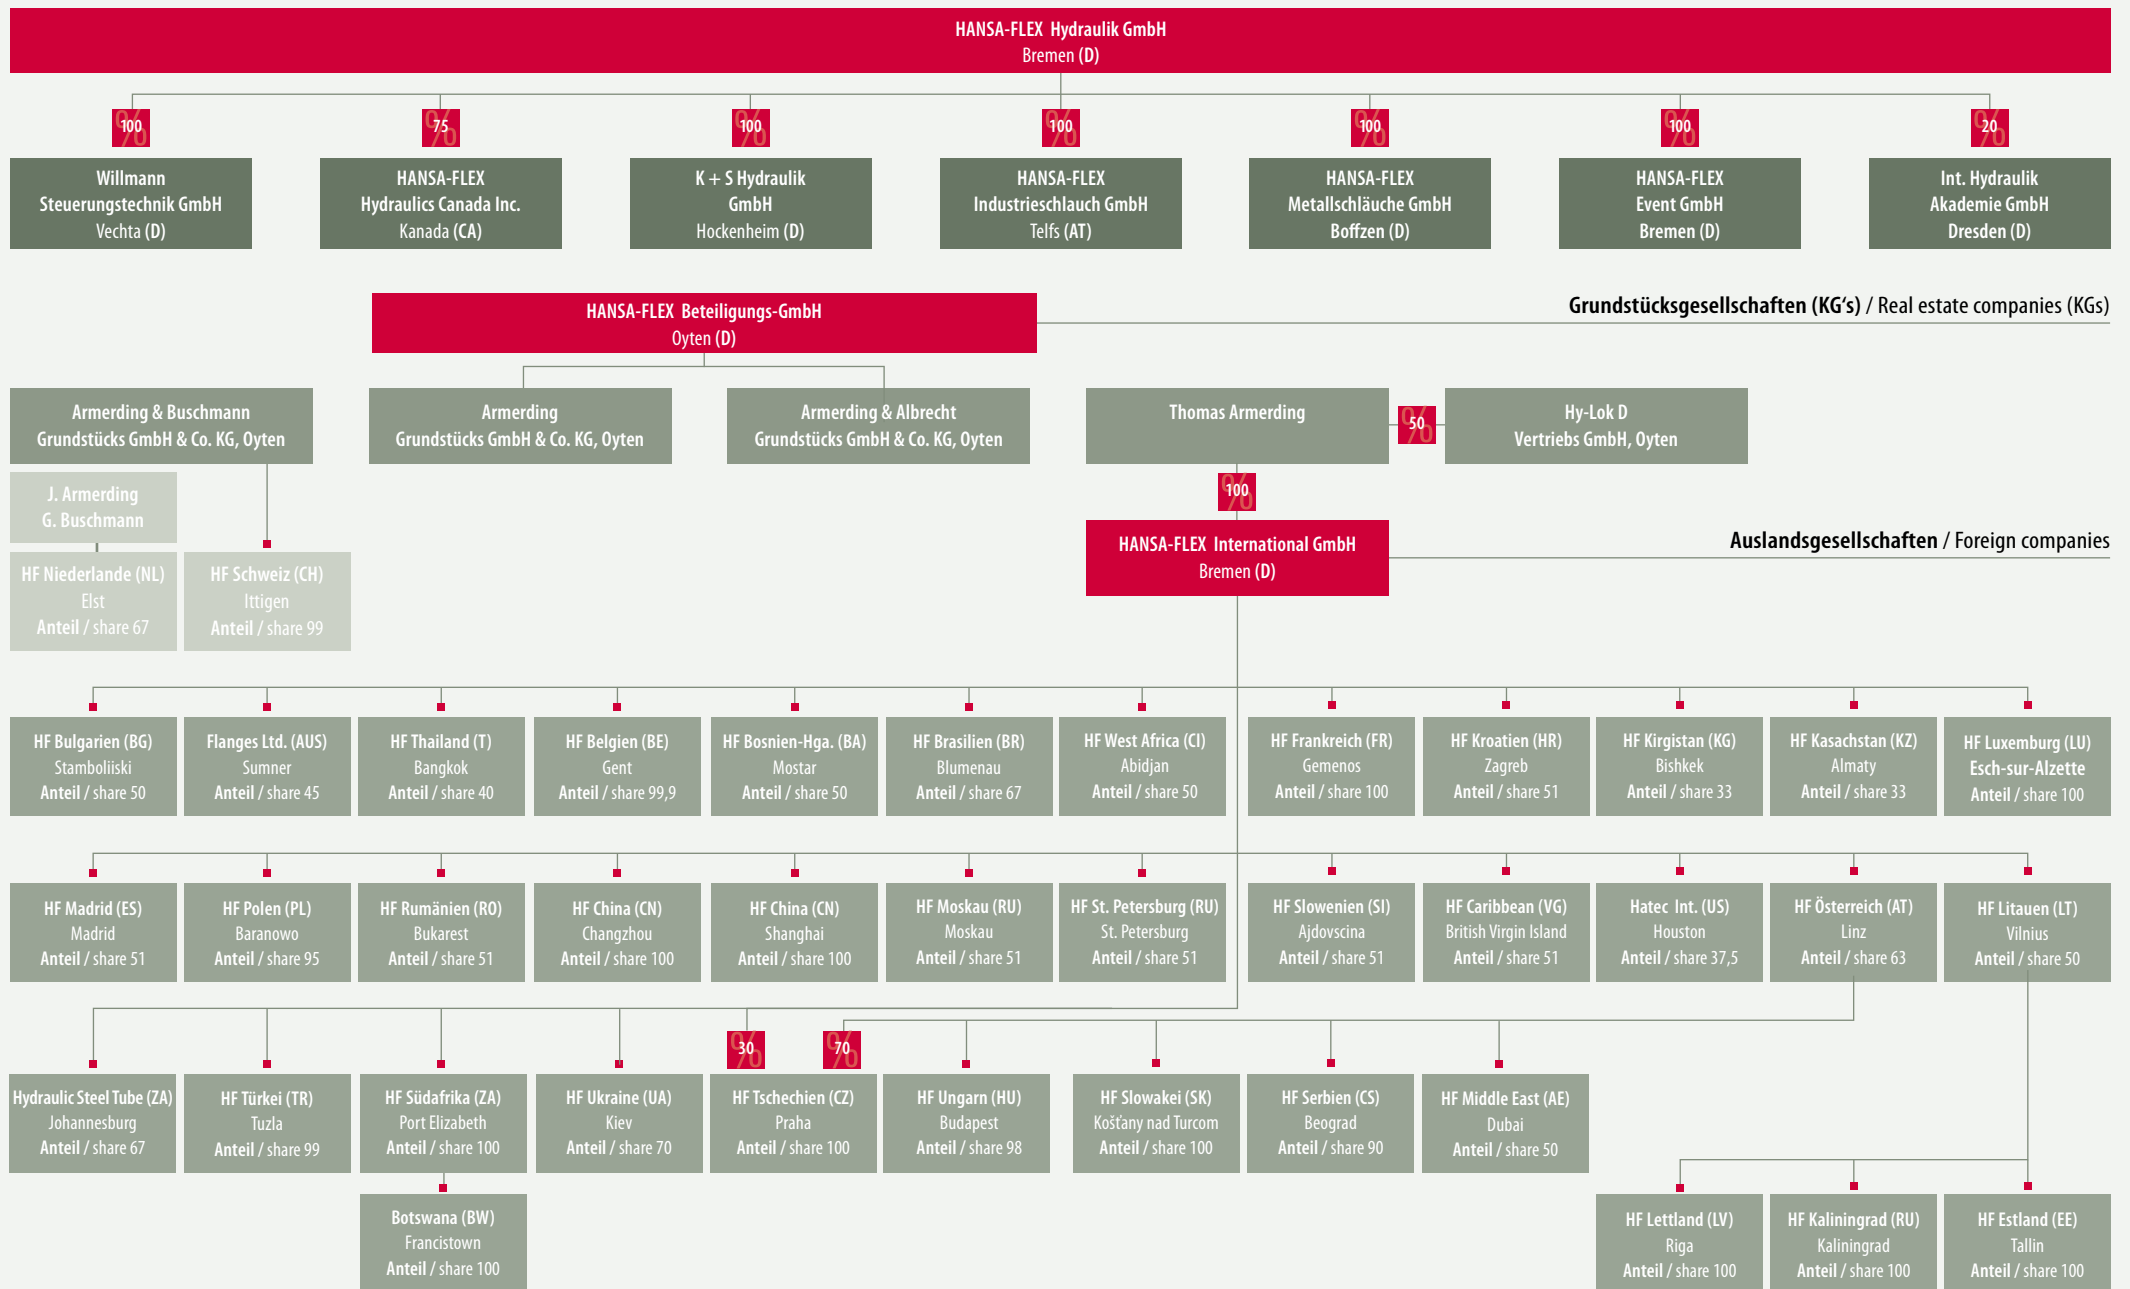 HANSA-FLEX Hydraulik GmbH
Bremen (D)
% 100
% 75
% 100
% 100
% 100
% 100
% 20
Willmann
Steuerungstechnik GmbH
Vechta (D)
HANSA-FLEX
Hydraulics Canada Inc.
Kanada (CA)
K + S Hydraulik
GmbH
Hockenheim (D)
HANSA-FLEX
Industrieschlauch GmbH
Telfs (AT)
HANSA-FLEX
Metallschläuche GmbH
Boffzen (D)
HANSA-FLEX
Event GmbH
Bremen (D)
Int. Hydraulik
Akademie GmbH
Dresden (D)
HANSA-FLEX Beteiligungs-GmbH
Oyten (D)
Grundstücksgesellschaften (KG‘s) / Real estate companies (KGs)
Armerding & Buschmann
Grundstücks GmbH & Co. KG, Oyten
Armerding
Grundstücks GmbH & Co. KG, Oyten
Armerding & Albrecht
Grundstücks GmbH & Co. KG, Oyten
Thomas Armerding
% 50
Hy-Lok D
Vertriebs GmbH, Oyten
J. Armerding
G. Buschmann
% 100
HANSA-FLEX International GmbH
Bremen (D)
Auslandsgesellschaften / Foreign companies
HF Niederlande (NL)
Elst
Anteil / share 67
HF Schweiz (CH)
Ittigen
Anteil / share 99
HF Bulgarien (BG)
Stamboliiski
Anteil / share 50
Flanges Ltd. (AUS)
Sumner
Anteil / share 45
HF Thailand (T)
Bangkok
Anteil / share 40
HF Belgien (BE)
Gent
Anteil / share 99,9
HF Bosnien-Hga. (BA)
Mostar
Anteil / share 50
HF Brasilien (BR)
Blumenau
Anteil / share 67
HF West Africa (CI)
Abidjan
Anteil / share 50
HF Frankreich (FR)
Gemenos
Anteil / share 100
HF Kroatien (HR)
Zagreb
Anteil / share 51
HF Kirgistan (KG)
Bishkek
Anteil / share 33
HF Kasachstan (KZ)
Almaty
Anteil / share 33
HF Luxemburg (LU)
Esch-sur-Alzette
Anteil / share 100
HF Madrid (ES)
Madrid
Anteil / share 51
HF Polen (PL)
Baranowo
Anteil / share 95
HF Rumänien (RO)
Bukarest
Anteil / share 51
HF China (CN)
Changzhou
Anteil / share 100
HF China (CN)
Shanghai
Anteil / share 100
HF Moskau (RU)
Moskau
Anteil / share 51
HF St. Petersburg (RU)
St. Petersburg
Anteil / share 51
HF Slowenien (SI)
Ajdovscina
Anteil / share 51
HF Caribbean (VG)
British Virgin Island
Anteil / share 51
Hatec Int. (US)
Houston
Anteil / share 37,5
HF Österreich (AT)
Linz
Anteil / share 63
HF Litauen (LT)
Vilnius
Anteil / share 50
% 30
% 70
Hydraulic Steel Tube (ZA)
Johannesburg
Anteil / share 67
HF Türkei (TR)
Tuzla
Anteil / share 99
HF Südafrika (ZA)
Port Elizabeth
Anteil / share 100
HF Ukraine (UA)
Kiev
Anteil / share 70
HF Tschechien (CZ)
Praha
Anteil / share 100
HF Ungarn (HU)
Budapest
Anteil / share 98
HF Slowakei (SK)
Košťany nad Turcom
Anteil / share 100
HF Serbien (CS)
Beograd
Anteil / share 90
HF Middle East (AE)
Dubai
Anteil / share 50
Botswana (BW)
Francistown
Anteil / share 100
HF Lettland (LV)
Riga
Anteil / share 100
HF Kaliningrad (RU)
Kaliningrad
Anteil / share 100
HF Estland (EE)
Tallin
Anteil / share 100